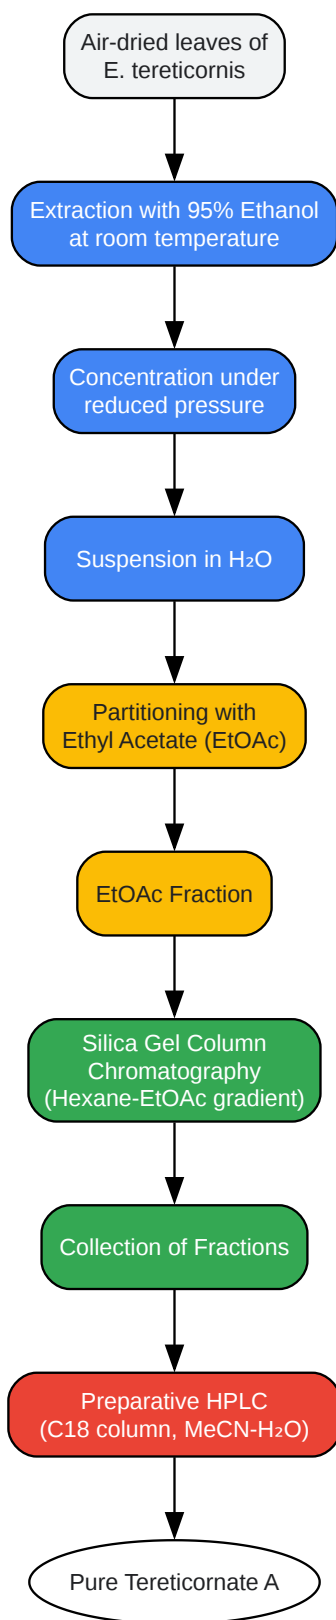 Air-dried leaves of
E. tereticornis
Extraction with 95% Ethanol
at room temperature
Concentration under
reduced pressure
Suspension in H₂O
Partitioning with
Ethyl Acetate (EtOAc)
EtOAc Fraction
Silica Gel Column
Chromatography
(Hexane-EtOAc gradient)
Collection of Fractions
Preparative HPLC
(C18 column, MeCN-H₂O)
Pure Tereticornate A